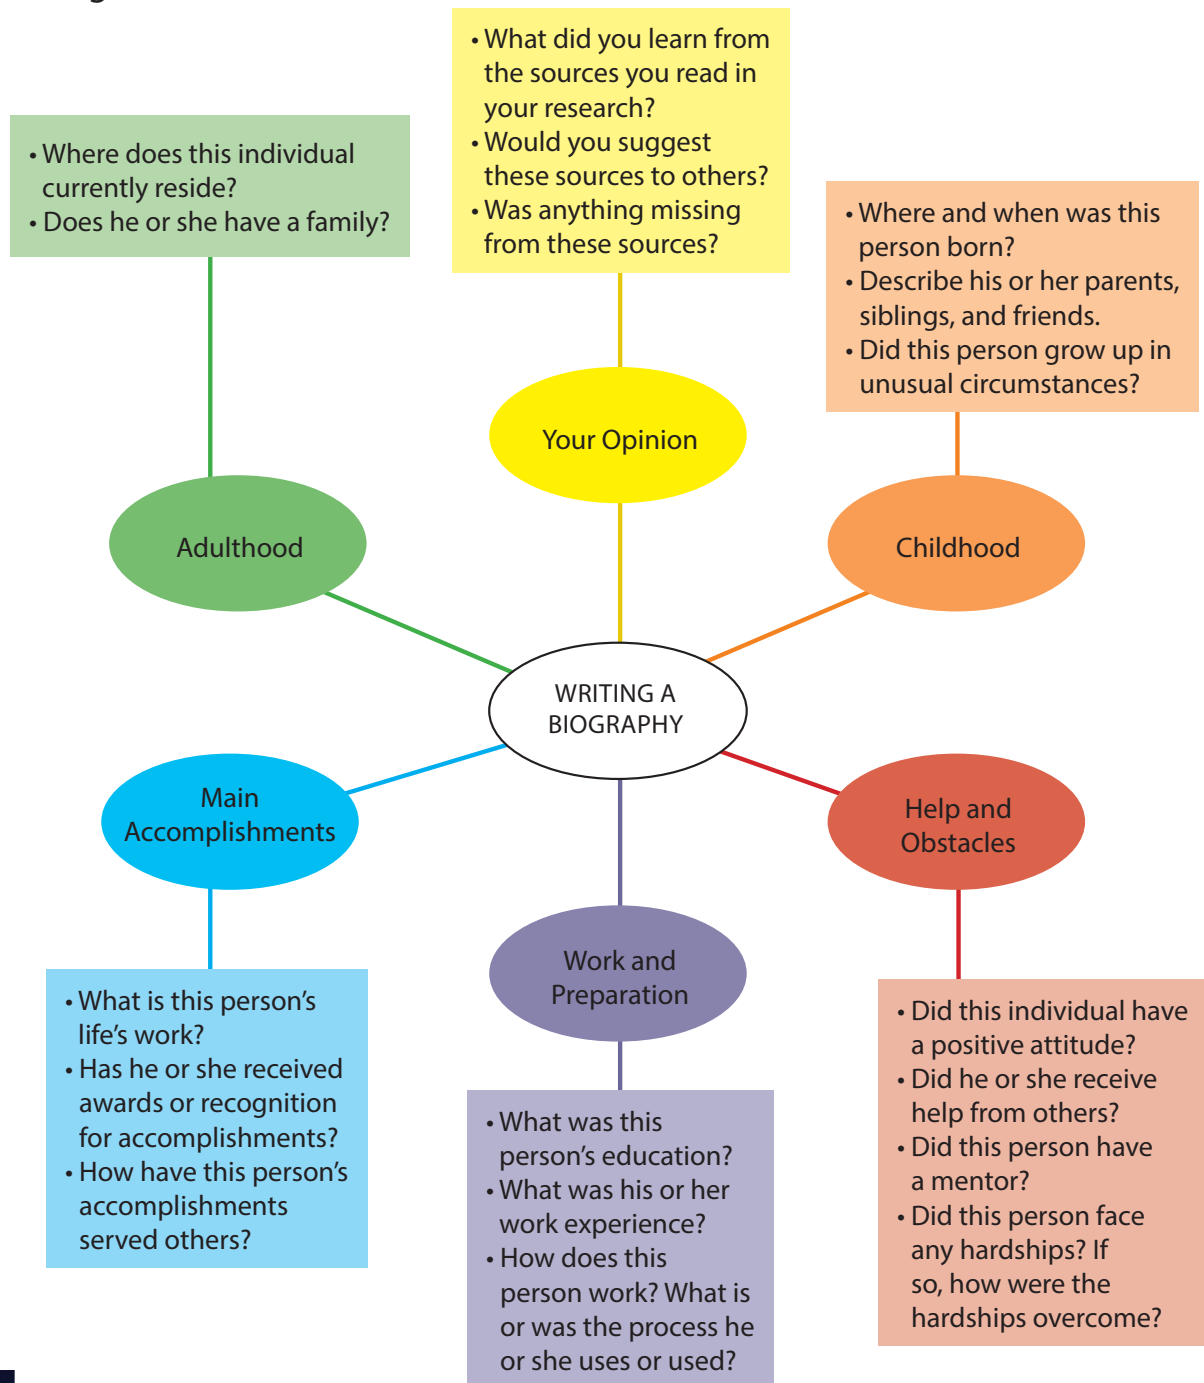 • What did you learn from
the sources you read in
your research?
• Would you suggest
these sources to others?
• Was anything missing
from these sources?
• Where does this individual
currently reside?
• Does he or she have a family?
• Where and when was this
person born?
• Describe his or her parents,
siblings, and friends.
• Did this person grow up in
unusual circumstances?
Your Opinion
Adulthood
Childhood
WRITING A
BIOGRAPHY
Main
Accomplishments
Help and
Obstacles
Work and
Preparation
• What is this person’s
life’s work?
• Has he or she received
awards or recognition
for accomplishments?
• How have this person’s
accomplishments
served others?
• What was this
person’s education?
• What was his or her
work experience?
• How does this
person work? What is
or was the process he
or she uses or used?
• Did this individual have
a positive attitude?
• Did he or she receive
help from others?
• Did this person have
a mentor?
• Did this person face
any hardships? If
so, how were the
hardships overcome?